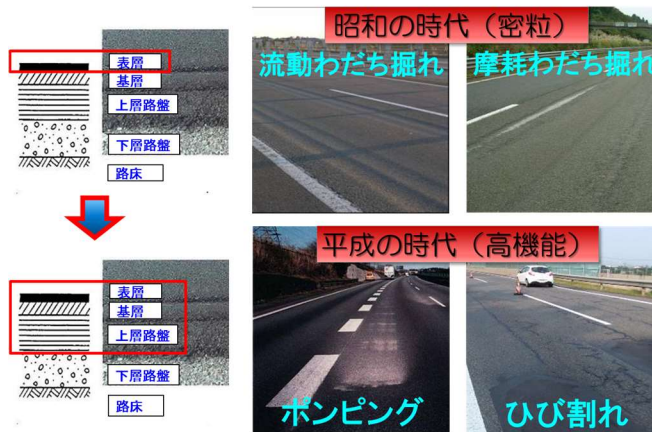 表層
基層
上層路盤
下層路盤
路床
昭和の時代（密粒）
流動わだち掘れ
摩耗わだち掘れ
表層
基層
上層路盤
下層路盤
路床
平成の時代（高機能）
ポンピング
ひび割れ